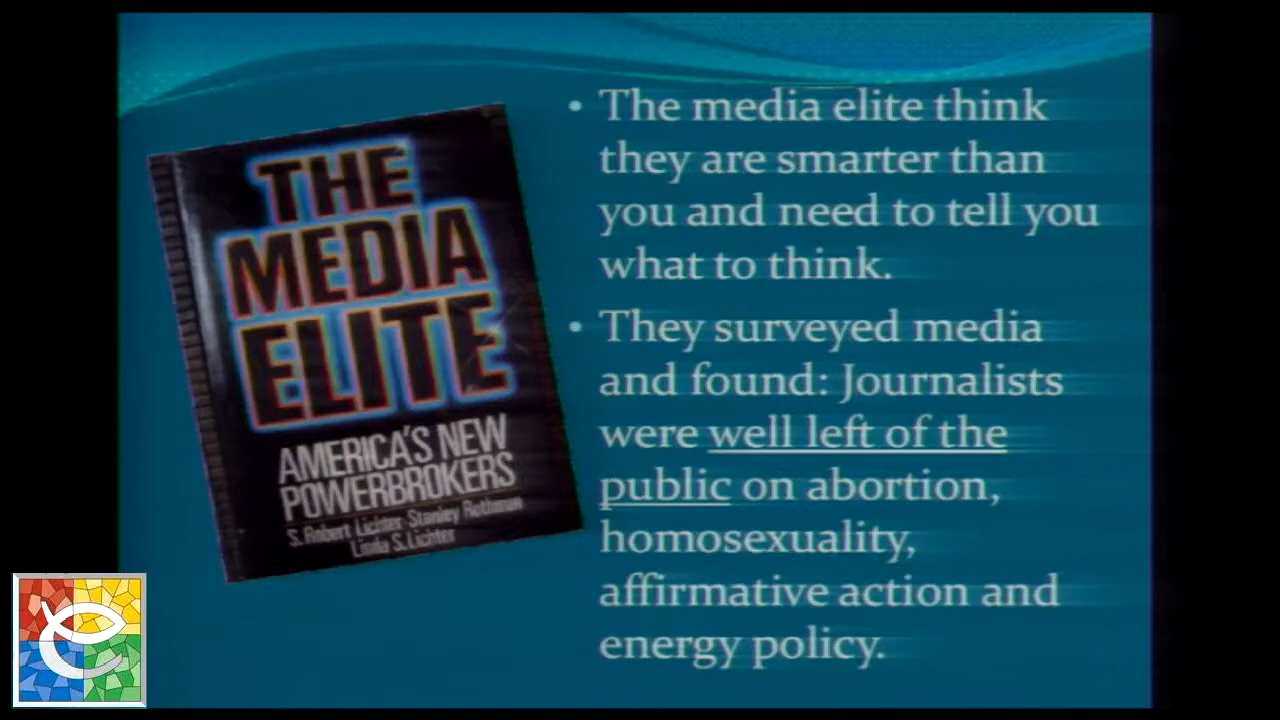 THE
MEDIA
ELITE
AMERICA'S NEW
POWERBROKERS
S. Robert Lichter Stanley Rothman
Linda S. Lichter
• The media elite think
they are smarter than
you and need to tell you
what to think.
• They surveyed media
and found: Journalists
were well left of the
public on abortion,
homosexuality,
affirmative action and
energy policy.